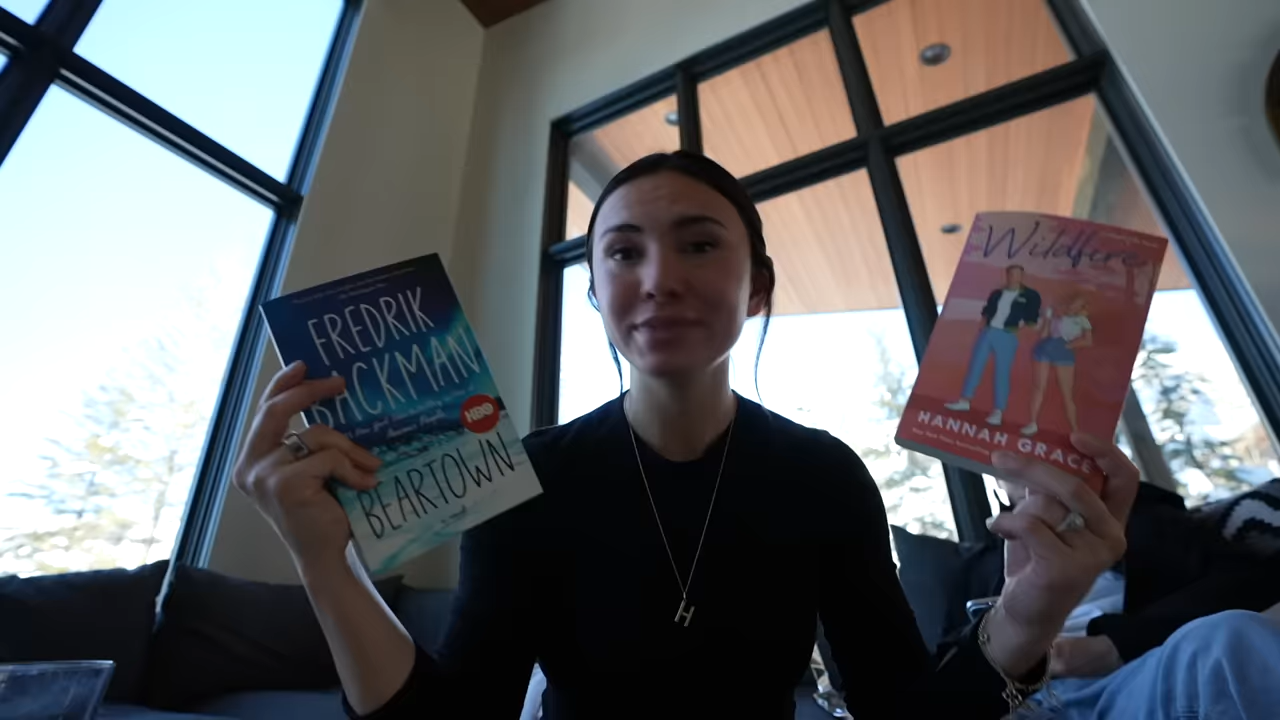 FREDRIK
BACKMAN
HBO
BEARTOWN
Wildfire
HANNAH GRACE
H